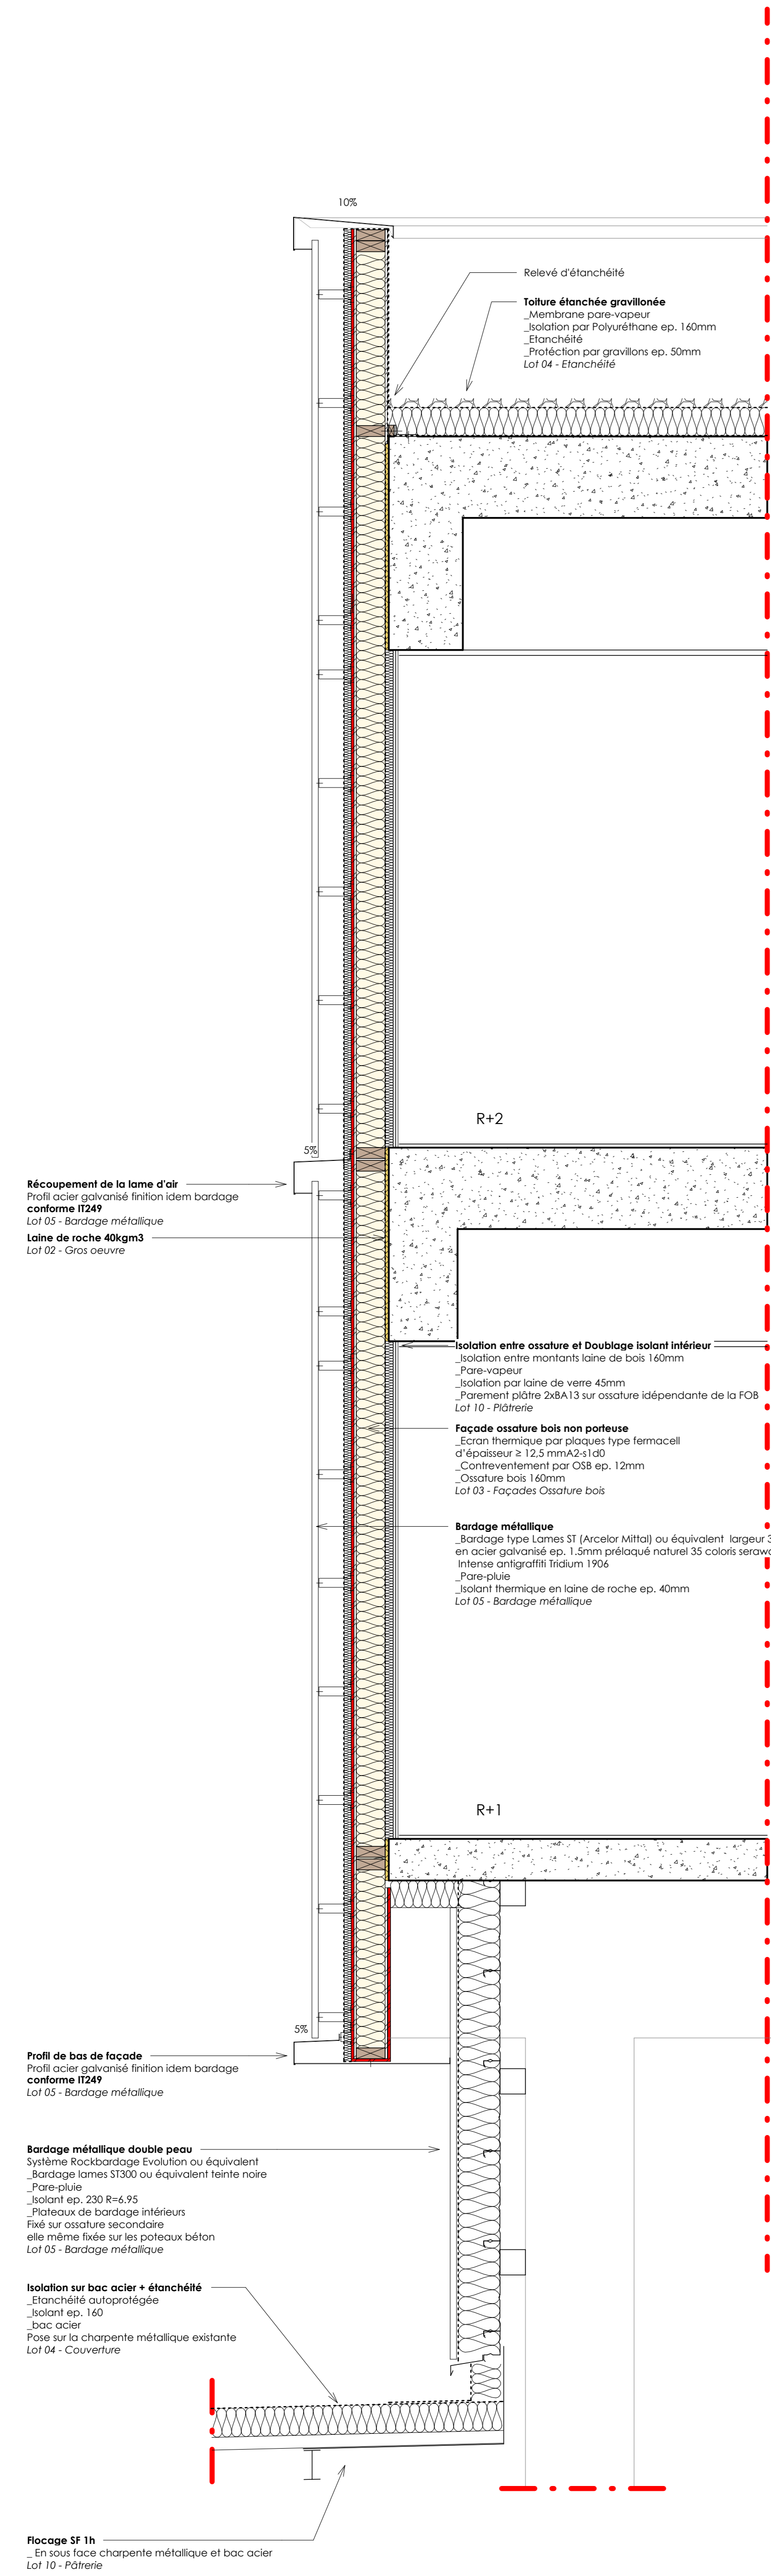 10%
Relevé d'étanchéité
Toiture étanchée gravillonée
_Membrane pare-vapeur
_Isolation par Polyuréthane ep. 160mm
_Etanchéité
_Protéction par gravillons ep. 50mm
Lot 04 - Etanchéité
R+2
5%
Récoupement de la lame d'air
Profil acier galvanisé finition idem bardage
conforme IT249
Lot 05 - Bardage métallique
Laine de roche 40kgm3
Lot 02 - Gros oeuvre
Isolation entre ossature et Doublage isolant intérieur
_Isolation entre montants laine de bois 160mm
_Pare-vapeur
_Isolation par laine de verre 45mm
_Parement plâtre 2xBA13 sur ossature idépendante de la FOB
Lot 10 - Plâtrerie
Façade ossature bois non porteuse
_Ecran thermique par plaques type fermacell
d'épaisseur ≥ 12,5 mmA2-s1d0
_Contreventement par OSB ep. 12mm
_Ossature bois 160mm
Lot 03 - Façades Ossature bois
Bardage métallique
_Bardage type Lames ST (Arcelor Mittal) ou équivalent largeur
en acier galvanisé ep. 1.5mm prélaqué naturel 35 coloris
Intense antigraffiti Tridium 1906
_Pare-pluie
_Isolant thermique en laine de roche ep. 40mm
Lot 05 - Bardage métallique
R+1
5%
Profil de bas de façade
Profil acier galvanisé finition idem bardage
conforme IT249
Lot 05 - Bardage métallique
Bardage métallique double peau
Système Rockbardage Evolution ou équivalent
_Bardage lames ST300 ou équivalent teinte noire
_Pare-pluie
_Isolant ep. 230 R=6.95
_Plateaux de bardage intérieurs
Fixé sur ossature secondaire
elle même fixée sur les poteaux béton
Lot 05 - Bardage métallique
Isolation sur bac acier + étanchéité
_Etanchéité autoprotégée
_Isolant ep. 160
_bac acier
Pose sur la charpente métallique existante
Lot 04 - Couverture
Flocage SF 1h
_ En sous face charpente métallique et bac acier
Lot 10 - Pâtrerie